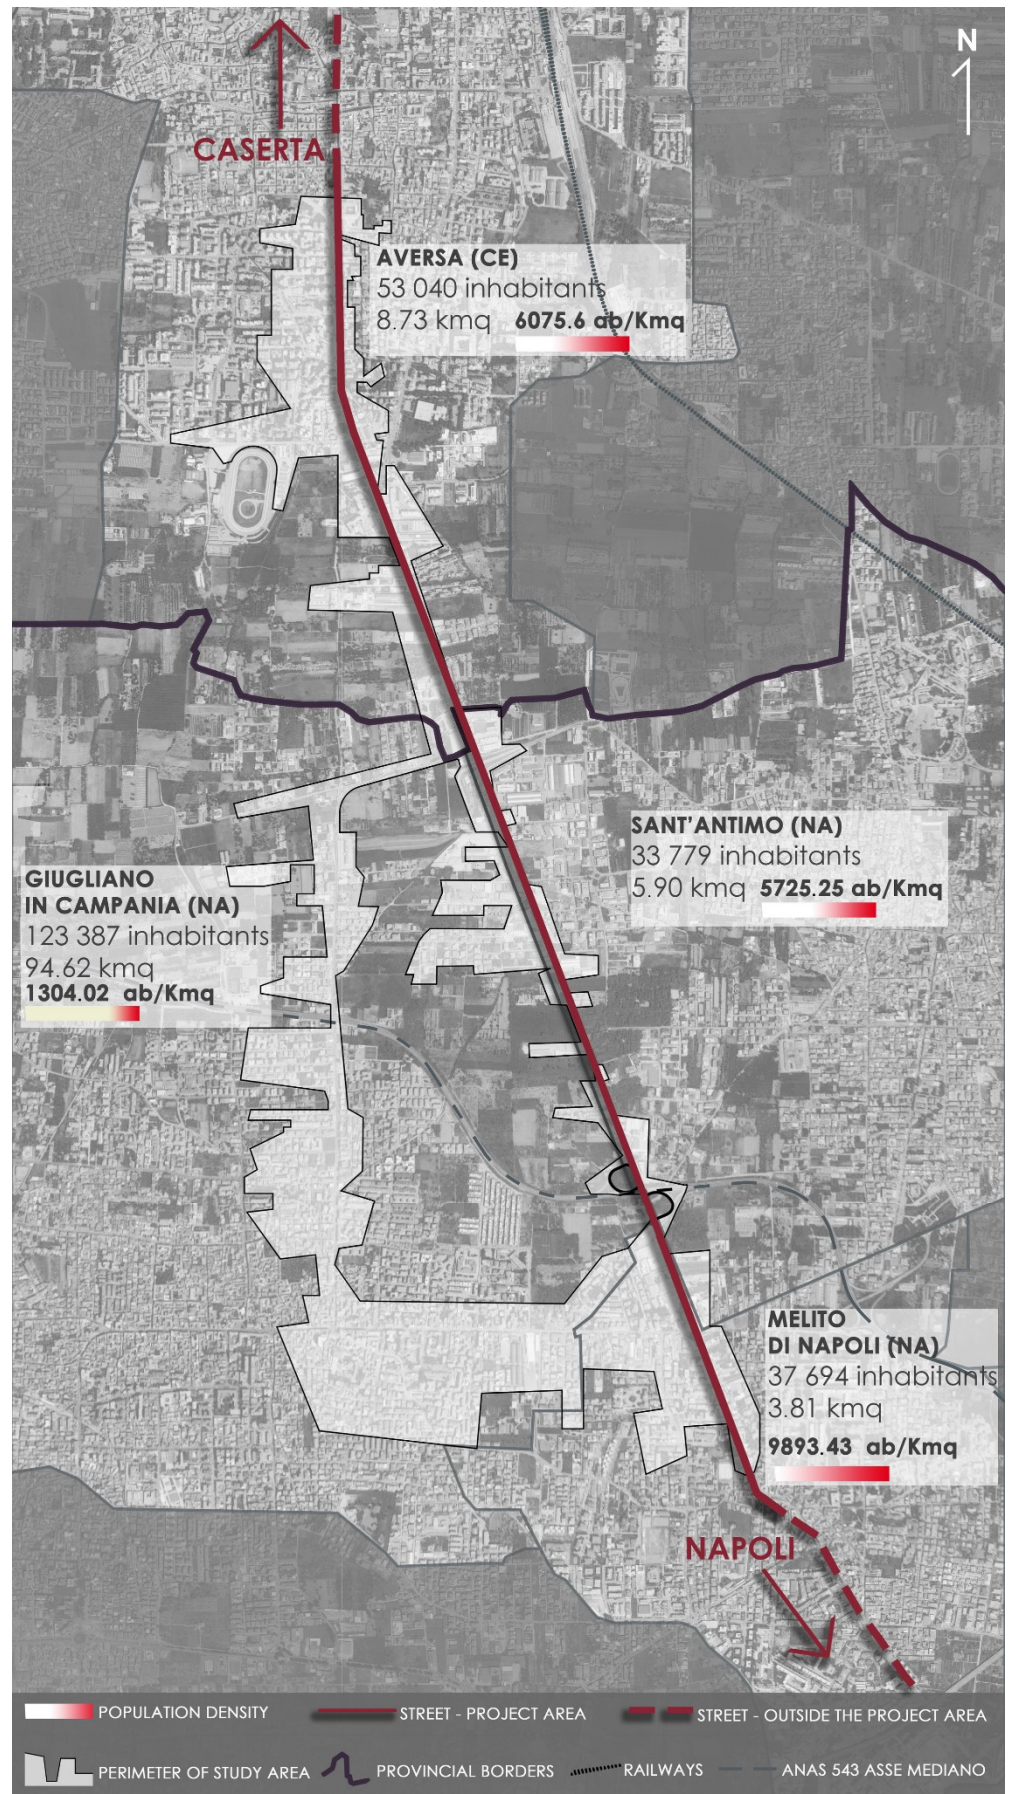 N
CASERTA
AVERSA (CE)
53 040 inhabitants
8.73 kmq 6075.6 ab/Kmq
SANT'ANTIMO (NA)
33 779 inhabitants
5.90 kmq 5725.25 ab/Kmq
GIUGLIANO
IN CAMPANIA (NA)
123 387 inhabitants
94.62 kmq
1304.02 ab/Kmq
MELITO
DI NAPOLI (NA)
37 694 inhabitants
3.81 kmq
9893.43 ab/Kmq
NAPOLI
POPULATION DENSITY
STREET - PROJECT AREA
STREET - OUTSIDE THE PROJECT AREA
PERIMETER OF STUDY AREA
PROVINCIAL BORDERS
RAILWAYS
ANAS 543 ASSE MEDIANO